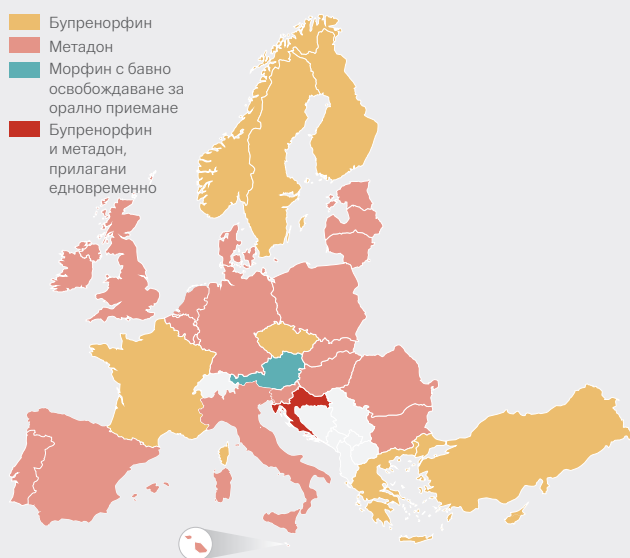 Бупренорфин
Метадон
Морфин с бавно
освобождаване за
орално приемане
Бупренорфин
и метадон,
прилагани
едновременно